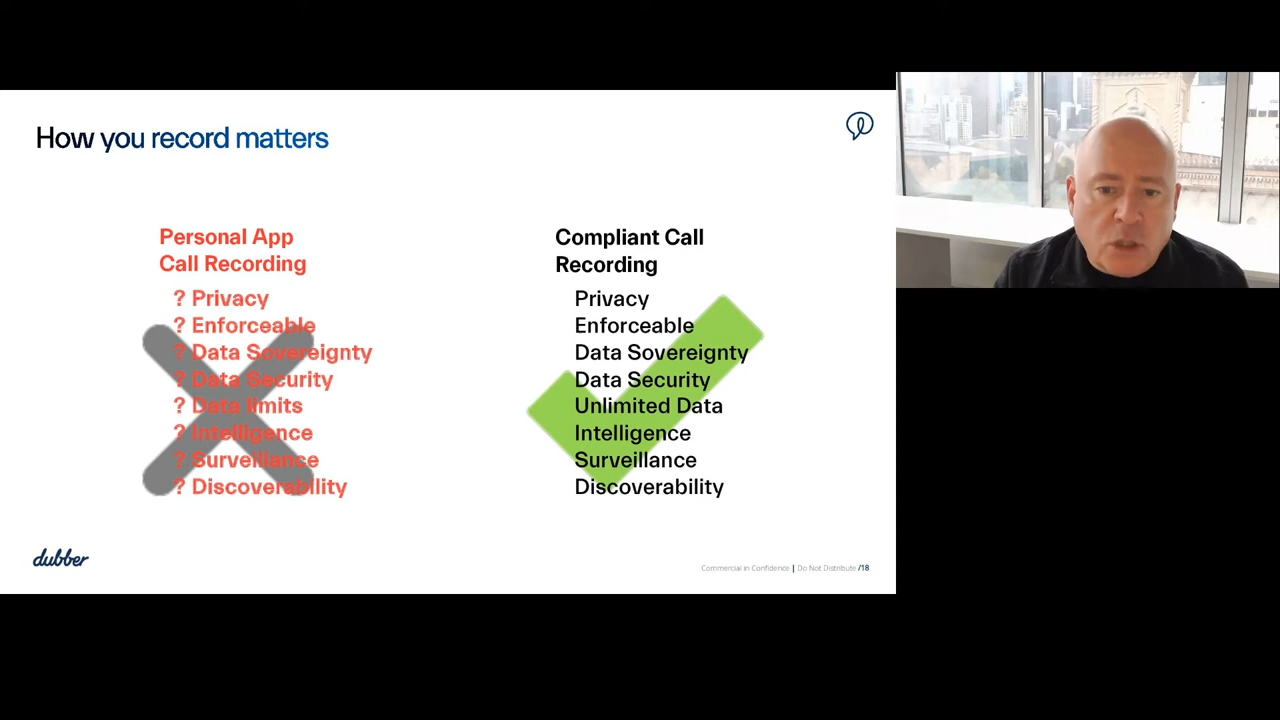 How you record matters
Personal App
Call Recording
? Privacy
? Enforceable
? Data Sovereignty
? Data Security
? Data limits
? Intelligence
? Surveillance
? Discoverability
Compliant Call
Recording
Privacy
Enforceable
Data Sovereignty
Data Security
Unlimited Data
Intelligence
Surveillance
Discoverability
dubber
Commercial in Confidence | Do Not Distribute /18